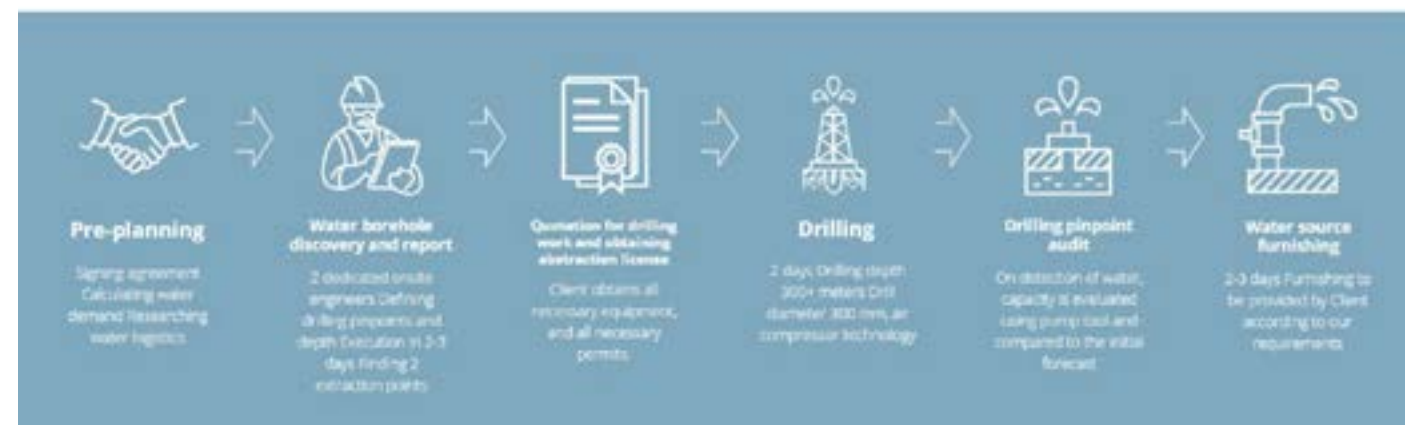 Pre-planning
Signing agreement
Calculating water
demand Researching
water logistics
Water borehole
discovery and report
2 dedicated onsite
engineers Defining
drilling pinpoints and
depth Execution in 2-3
days Finding 2
extraction points
Quotation for drilling
work and obtaining
abstraction license
Client obtains all
necessary equipment,
and all necessary
permits
Drilling
2 days Drilling depth
300+ meters Drill
diameter 300 mm, air
compressor technology
Drilling pinpoint
audit
On detection of water,
capacity is evaluated
using pump tool and
compared to the initial
forecast
Water source
furnishing
2-3 days Furnishing to
be provided by Client
according to our
requirements